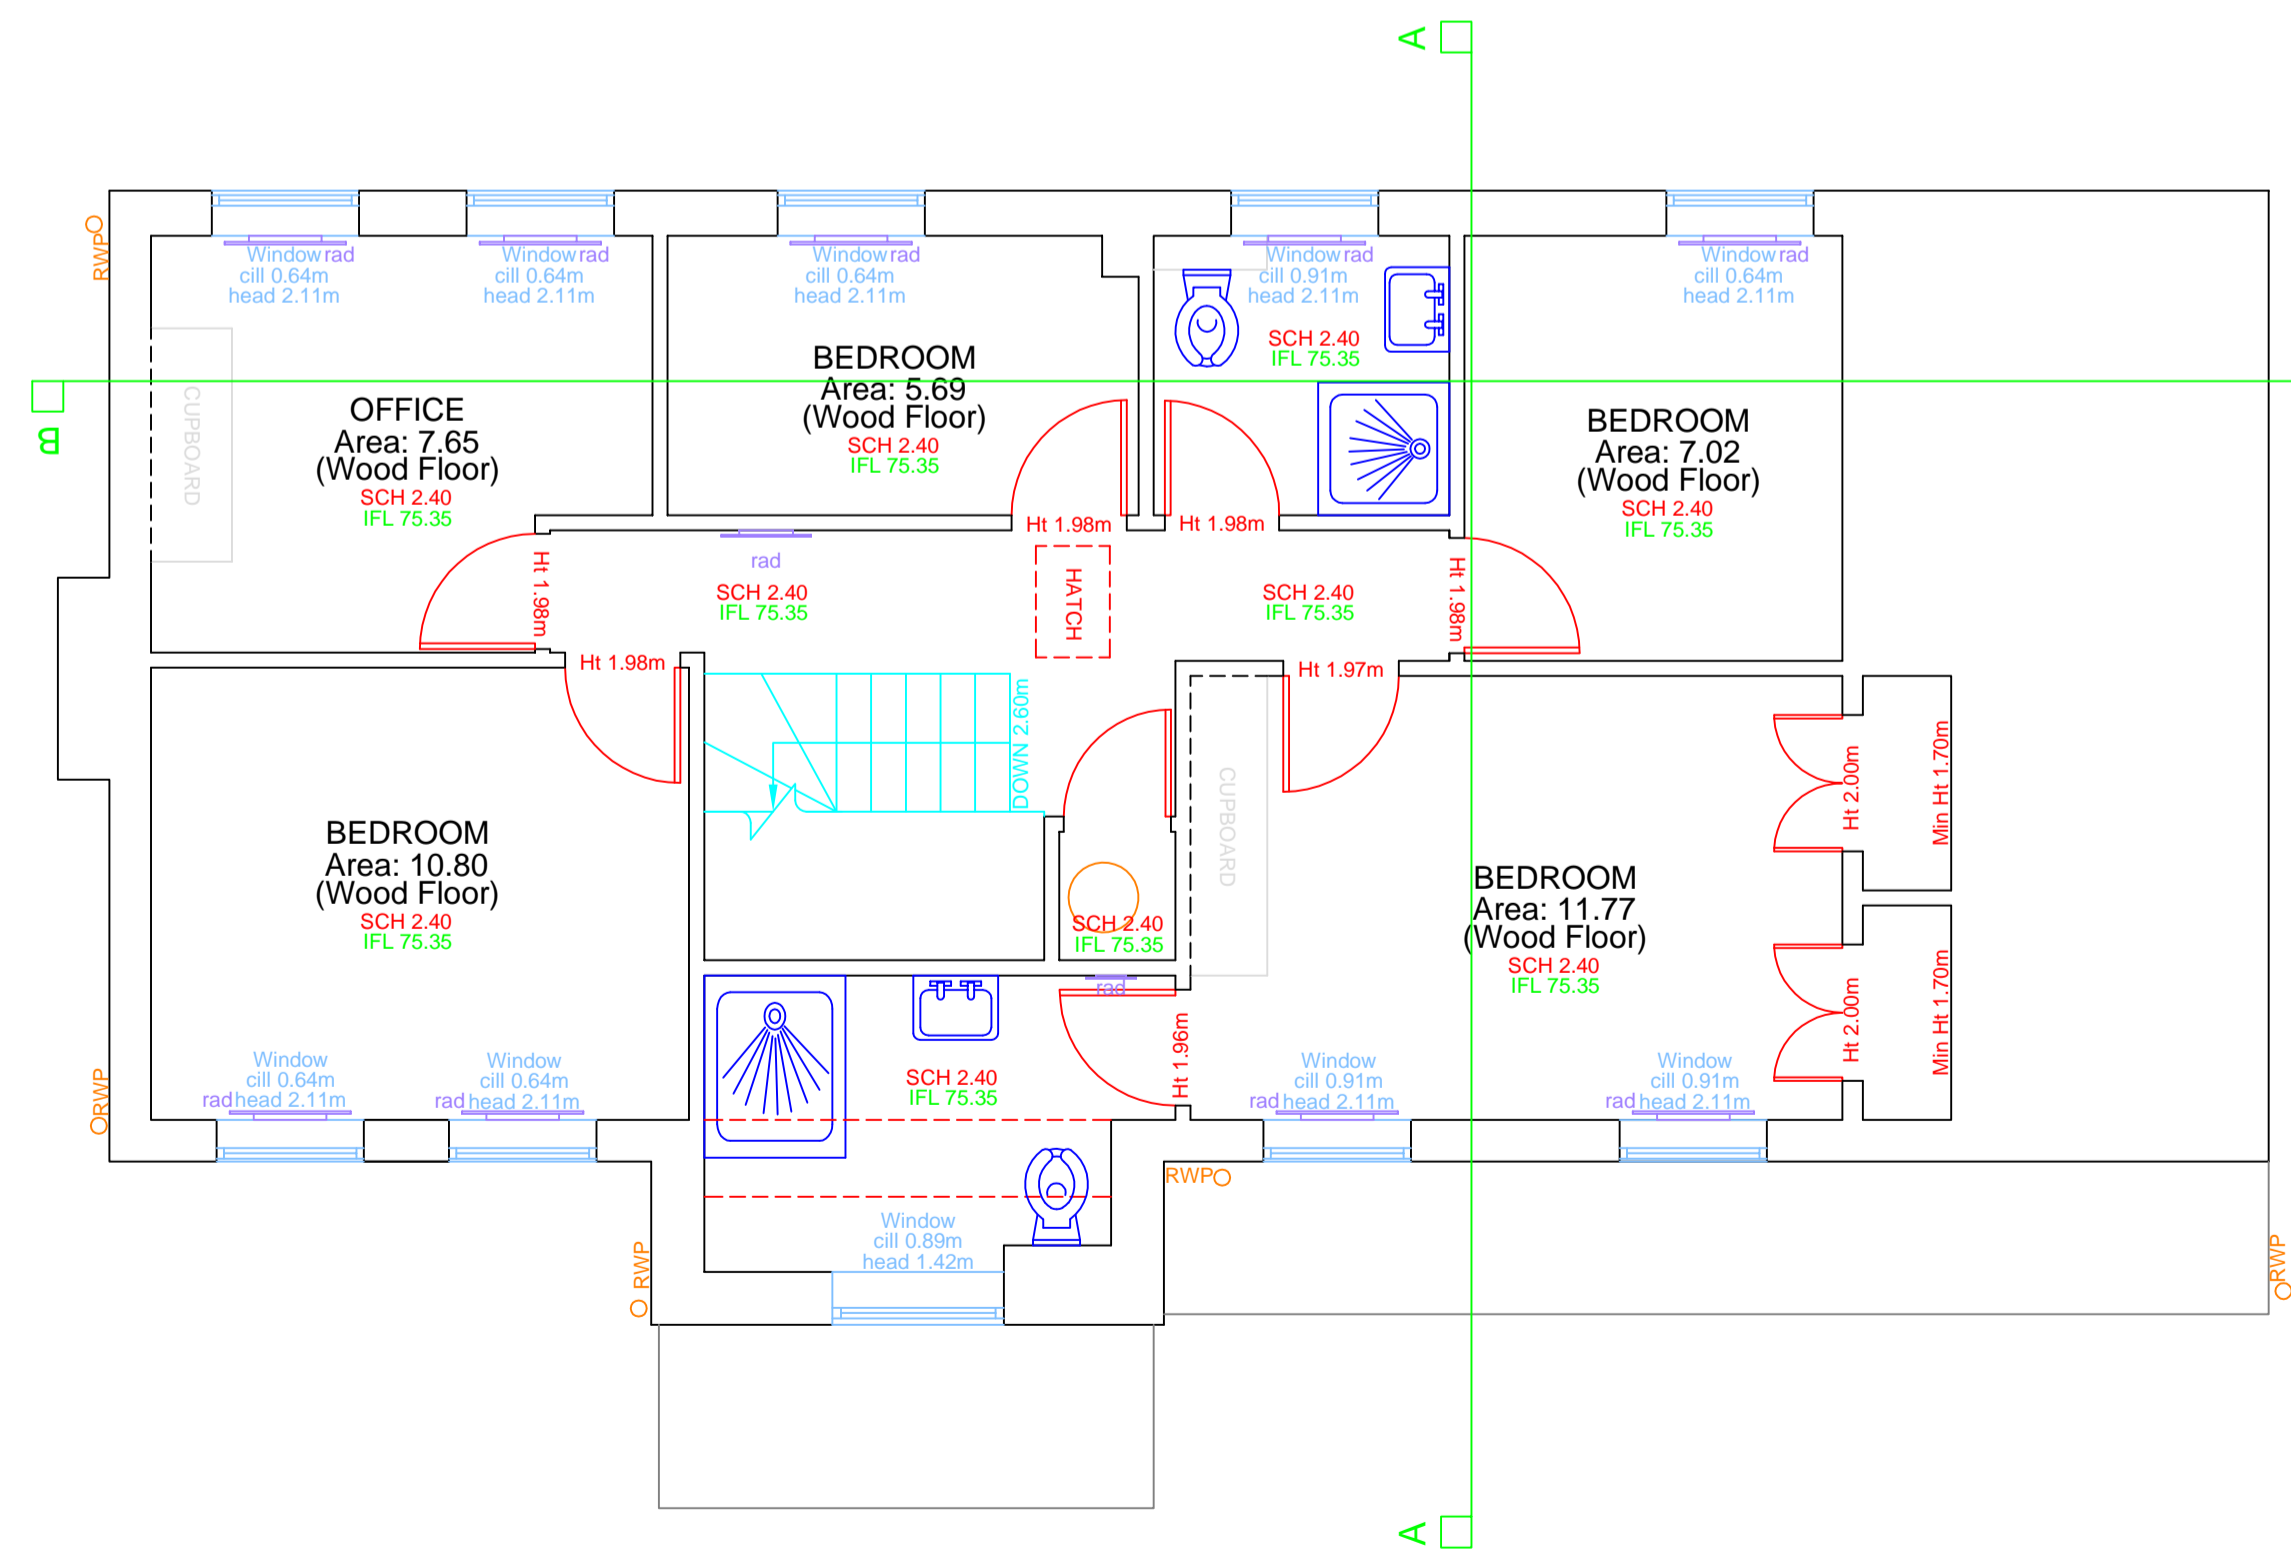 A
RWP
Window rad
cill 0.64m
head 2.11m
Window rad
cill 0.64m
head 2.11m
Window rad
cill 0.64m
head 2.11m
Window rad
cill 0.91m
head 2.11m
Window rad
cill 0.64m
head 2.11m
SCH 2.40
IFL 75.35
B
CUPBOARD
OFFICE
Area: 7.65
(Wood Floor)
SCH 2.40
IFL 75.35
BEDROOM
Area: 5.69
(Wood Floor)
SCH 2.40
IFL 75.35
BEDROOM
Area: 7.02
(Wood Floor)
SCH 2.40
IFL 75.35
Ht 1.98m
Ht 1.98m
Ht 1.98m
rad
SCH 2.40
IFL 75.35
HATCH
SCH 2.40
IFL 75.35
Ht 1.98m
Ht 1.98m
Ht 1.97m
DOWN 2.60m
CUPBOARD
Ht 2.00m
Min Ht 1.70m
BEDROOM
Area: 10.80
(Wood Floor)
SCH 2.40
IFL 75.35
SCH 2.40
IFL 75.35
BEDROOM
Area: 11.77
(Wood Floor)
SCH 2.40
IFL 75.35
rad
Ht 1.96m
Ht 2.00m
Min Ht 1.70m
RWP
Window
cill 0.64m
rad head 2.11m
Window
cill 0.64m
rad head 2.11m
SCH 2.40
IFL 75.35
Window
cill 0.91m
rad head 2.11m
Window
cill 0.91m
rad head 2.11m
RWP
RWP
Window
cill 0.89m
head 1.42m
RWP
A